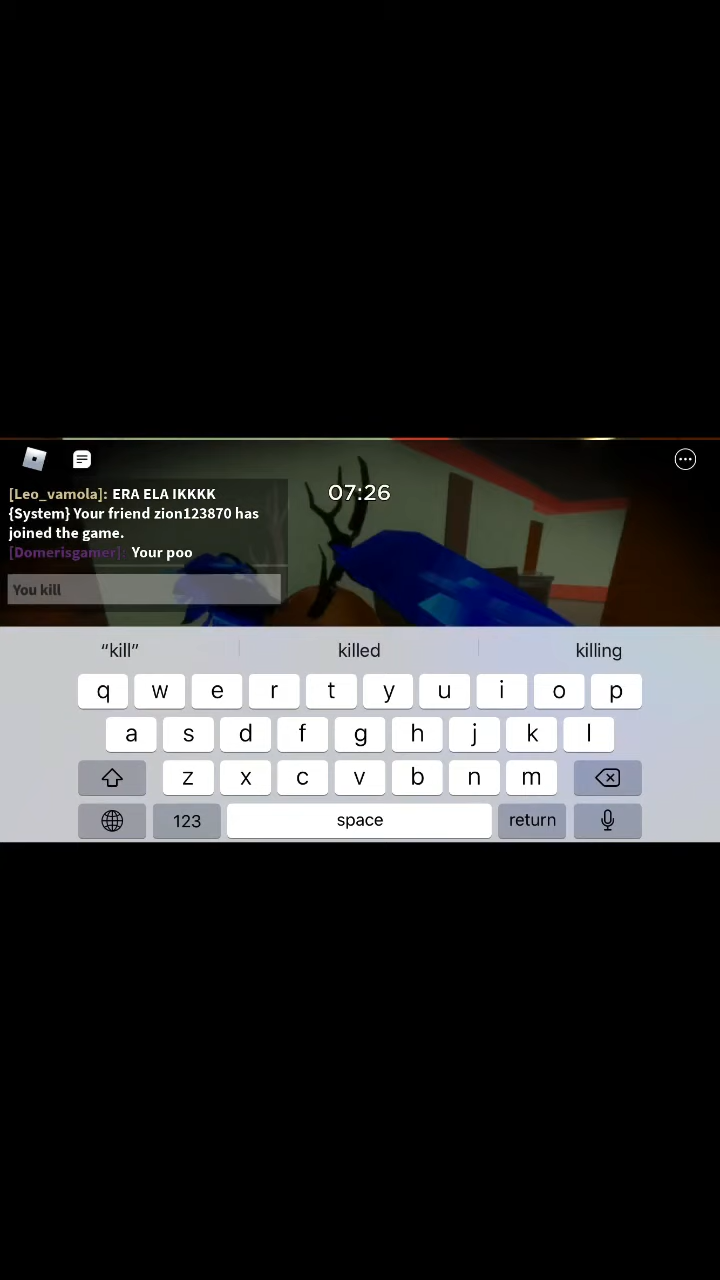 07:26
[Leo_vamola]: ERA ELA IKKKK
{System} Your friend zion123870 has
joined the game.
[Domerisgamer]: Your poo
You kill
“kill” killed killing
q w e r t y u i o p
a s d f g h j k l
z x c v b n m
123 space return